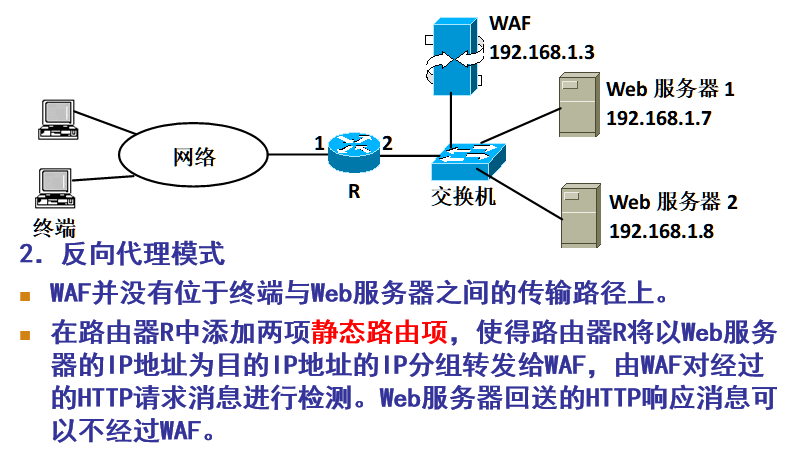 WAF
192.168.1.3
Web 服务器 1
192.168.1.7
网络
1
2
R
交换机
Web 服务器 2
192.168.1.8
终端
2．反向代理模式
WAF并没有位于终端与Web服务器之间的传输路径上。
在路由器R中添加两项静态路由项，使得路由器R将以Web服务
器的IP地址为目的IP地址的IP分组转发给WAF，由WAF对经过
的HTTP请求消息进行检测。Web服务器回送的HTTP响应消息可
以不经过WAF。